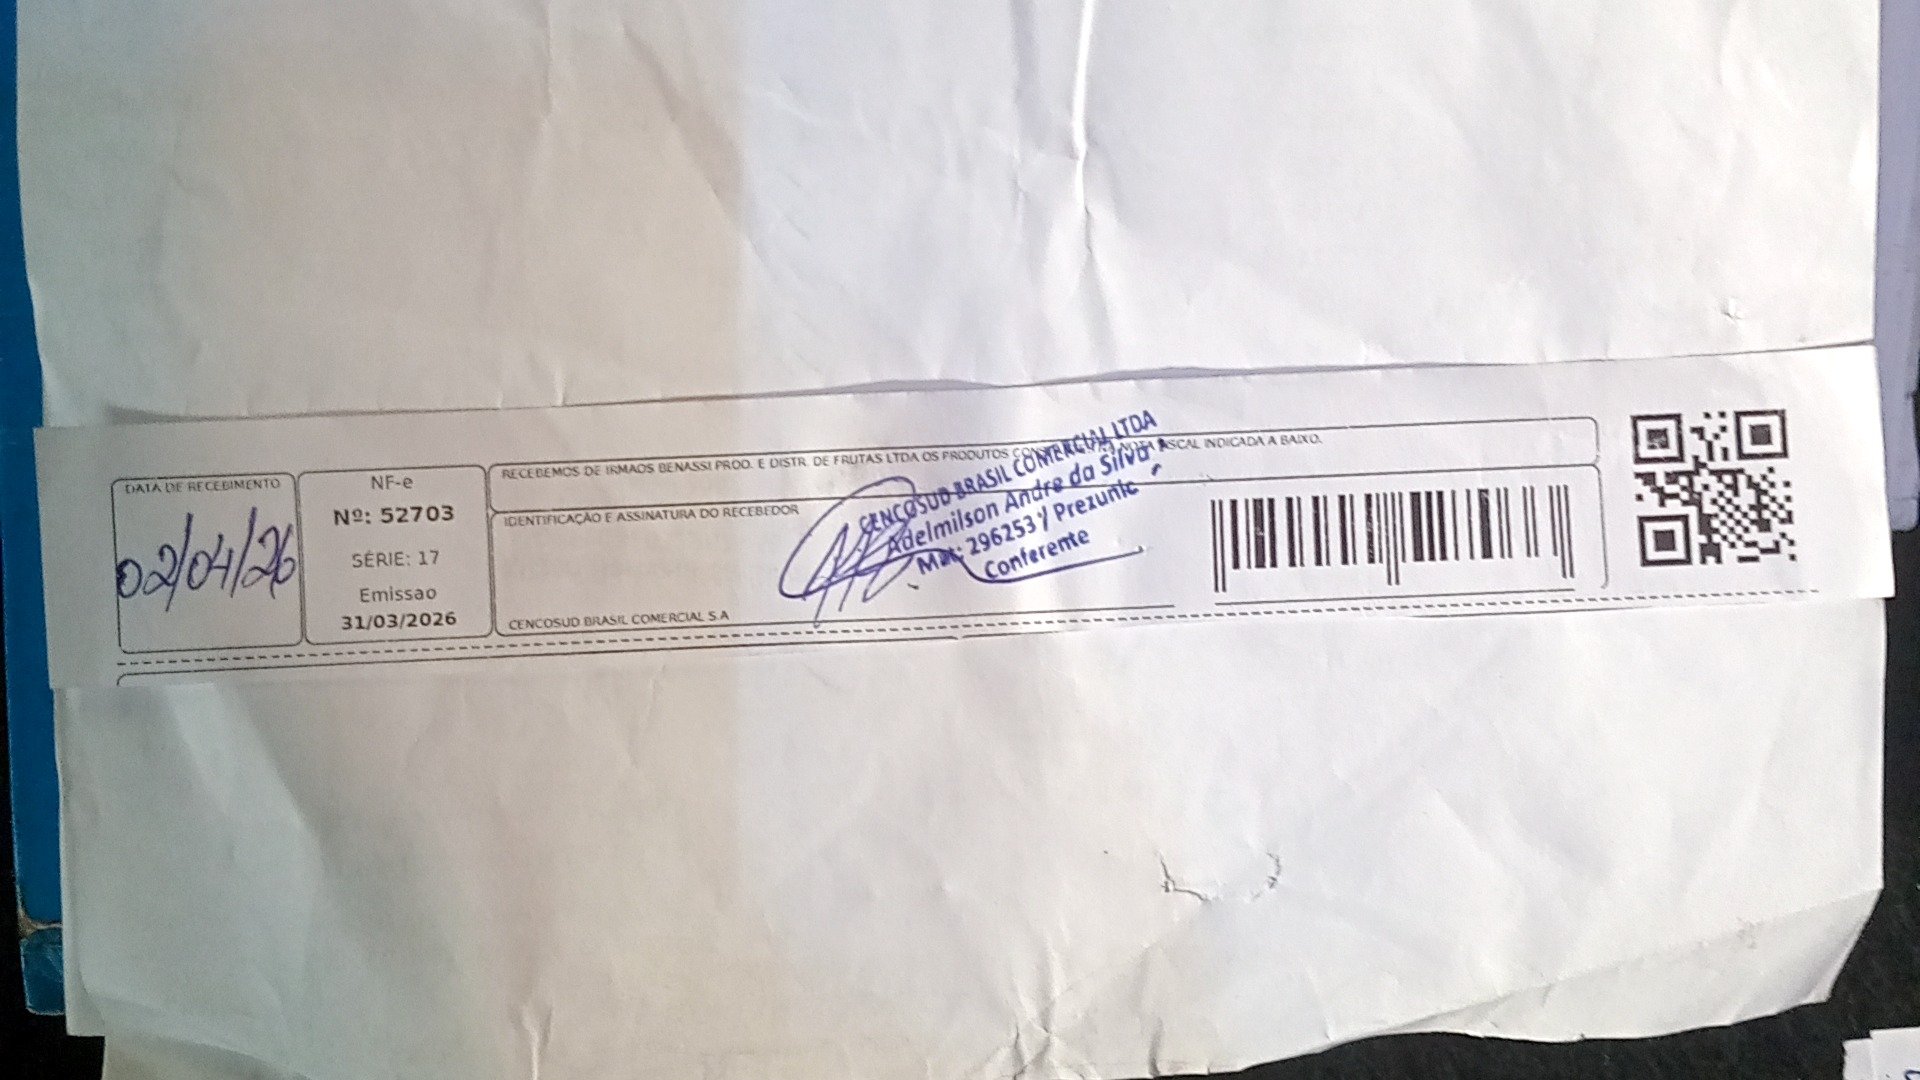 DATA DE RECEBIMENTO
02/04/26
NF-e
Nº: 52703
SÉRIE: 17
Emissao
31/03/2026
RECEBEMOS DE IRMAOS BENASSI PROD. E DISTR. DE FRUTAS LTDA OS PRODUTOS NOTA FISCAL INDICADA A BAIXO.
IDENTIFICAÇÃO E ASSINATURA DO RECEBEDOR
CENCOSUD BRASIL COMERCIAL LTDA
Adelmilson Andre da Silva
Mat: 296253 / Prezunic
Conferente
CENCOSUD BRASIL COMERCIAL S.A